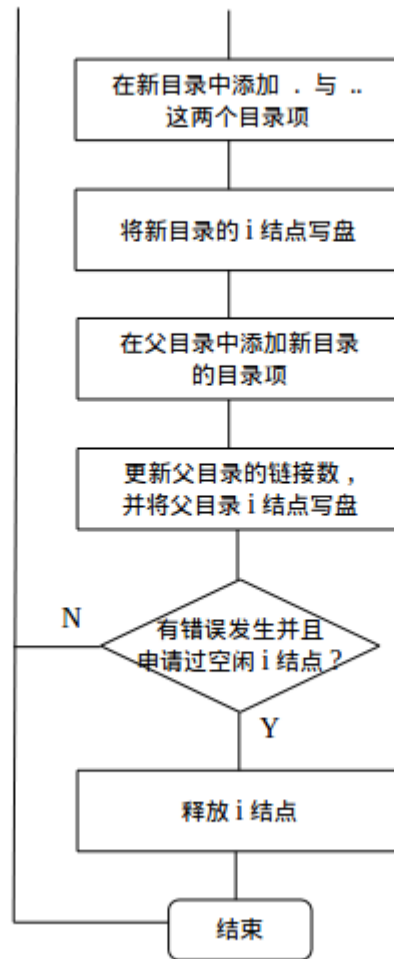 在新目录中添加 . 与 ..
这两个目录项
将新目录的 i 结点写盘
在父目录中添加新目录
的目录项
更新父目录的链接数，
并将父目录 i 结点写盘
N
有错误发生并且
申请过空闲 i 结点？
Y
释放 i 结点
结束